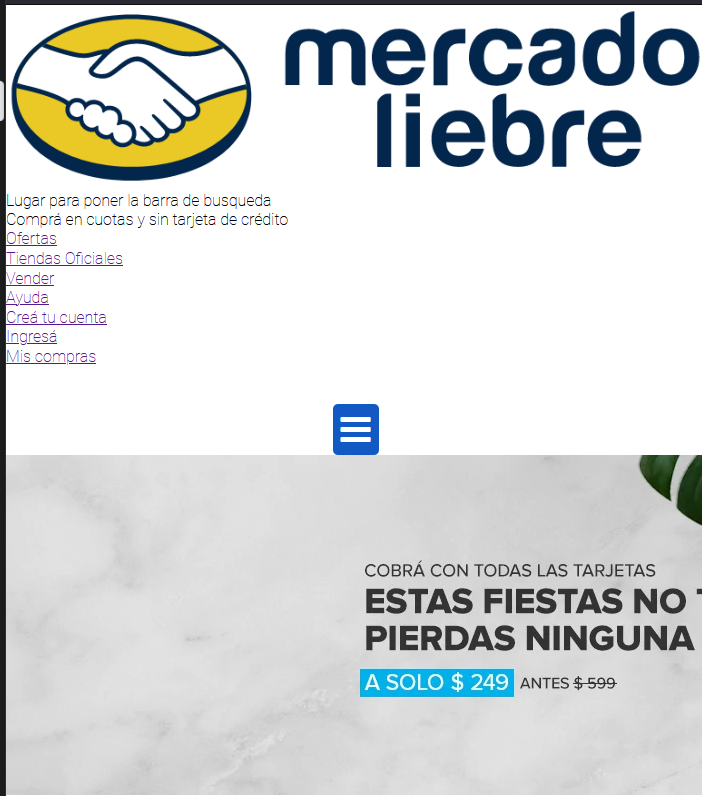 mercado
liebre
Lugar para poner la barra de busqueda
Comprá en cuotas y sin tarjeta de crédito
Ofertas
Tiendas Oficiales
Vender
Ayuda
Creá tu cuenta
Ingresá
Mis compras
COBRÁ CON TODAS LAS TARJETAS
ESTAS FIESTAS NO
PIERDAS NINGUNA
A SOLO $ 249 ANTES $ 599